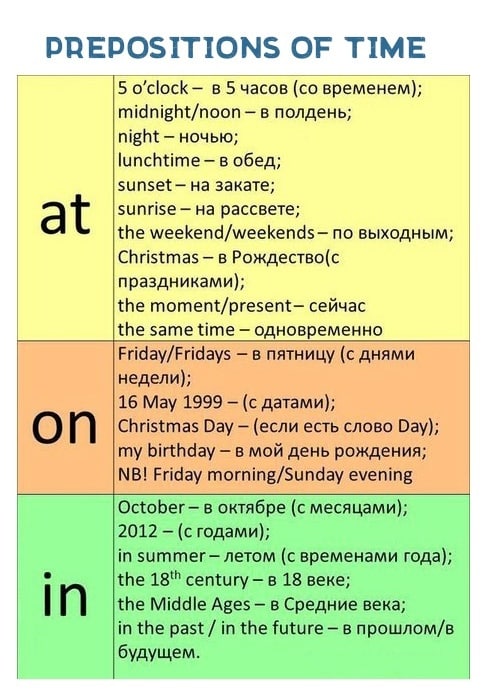 PREPOSITIONS OF TIME
at
5 o'clock – в 5 часов (со временем);
midnight/noon – в полдень;
night – ночью;
lunchtime – в обед;
sunset – на закате;
sunrise – на рассвете;
the weekend/weekends – по выходным;
Christmas – в Рождество(с
праздниками);
the moment/present – сейчас
the same time – одновременно
on
Friday/Fridays – в пятницу (с днями
недели);
16 May 1999 – (с датами);
Christmas Day – (если есть слово Day);
my birthday – в мой день рождения;
NB! Friday morning/Sunday evening
in
October – в октябре (с месяцами);
2012 – (с годами);
in summer – летом (с временами года);
the 18th century – в 18 веке;
the Middle Ages – в Средние века;
in the past / in the future – в прошлом/в
будущем.